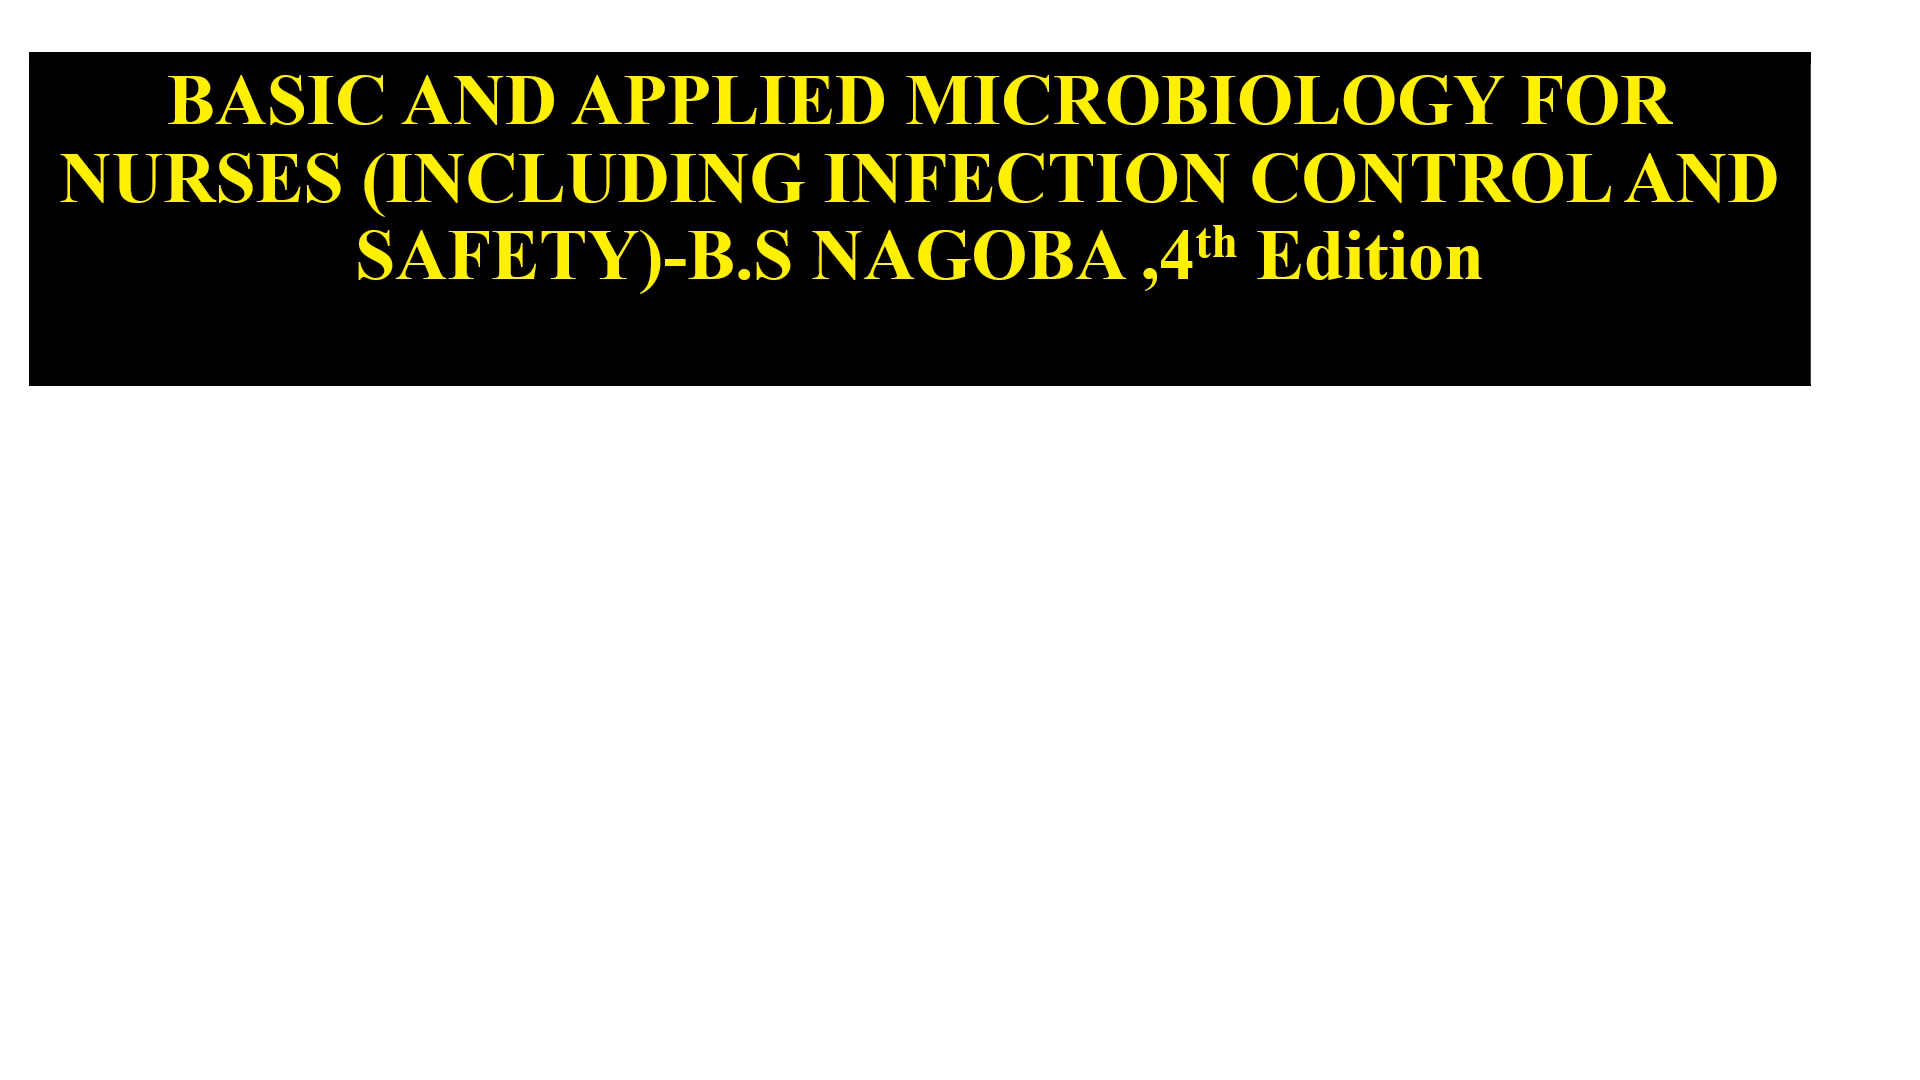 BASIC AND APPLIED MICROBIOLOGY FOR
NURSES (INCLUDING INFECTION CONTROL AND
SAFETY)-B.S NAGOBA ,4th Edition